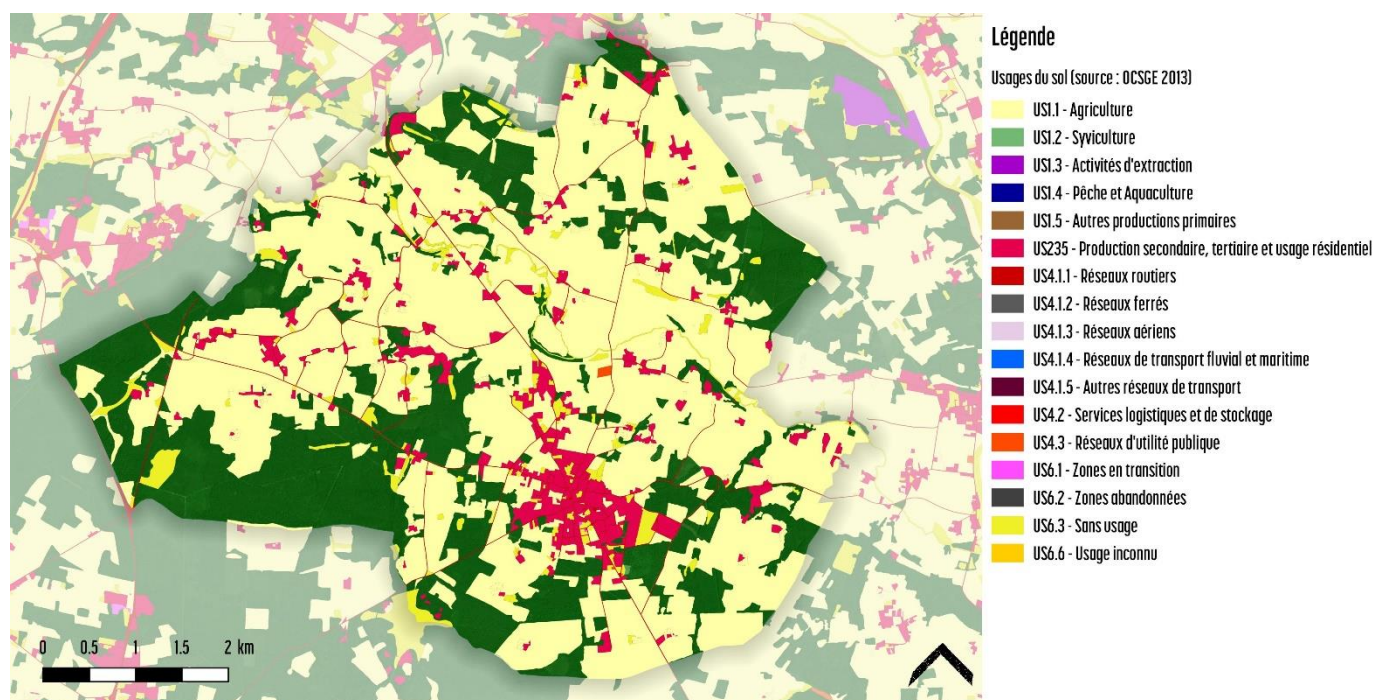 Légende
Usages du sol (source : OCSGE 2013)
US1.1 - Agriculture
US1.2 - Syviculture
US1.3 - Activités d'extraction
US1.4 - Pêche et Aquaculture
US1.5 - Autres productions primaires
US235 - Production secondaire, tertiaire et usage résidentiel
US4.1.1 - Réseaux routiers
US4.1.2 - Réseaux ferrés
US4.1.3 - Réseaux aériens
US4.1.4 - Réseaux de transport fluvial et maritime
US4.1.5 - Autres réseaux de transport
US4.2 - Services logistiques et de stockage
US4.3 - Réseaux d'utilité publique
US6.1 - Zones en transition
US6.2 - Zones abandonnées
US6.3 - Sans usage
US6.6 - Usage inconnu
0 0.5 1 1.5 2 km